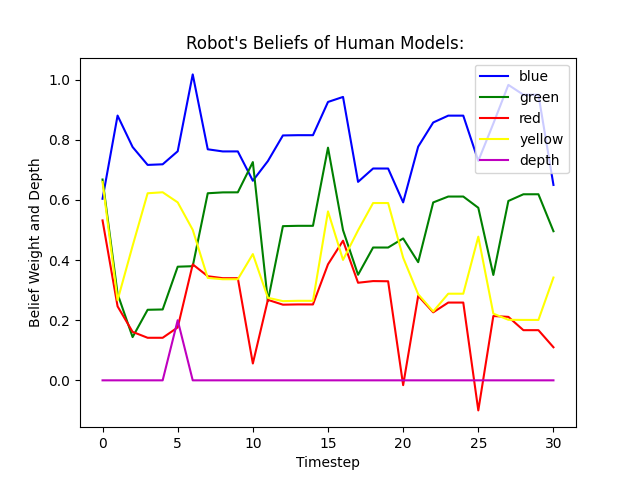 Robot's Beliefs of Human Models:
1.0
0.8
0.6
0.4
0.2
0.0
Belief Weight and Depth
blue
green
red
yellow
depth
0 5 10 15 20 25 30
Timestep